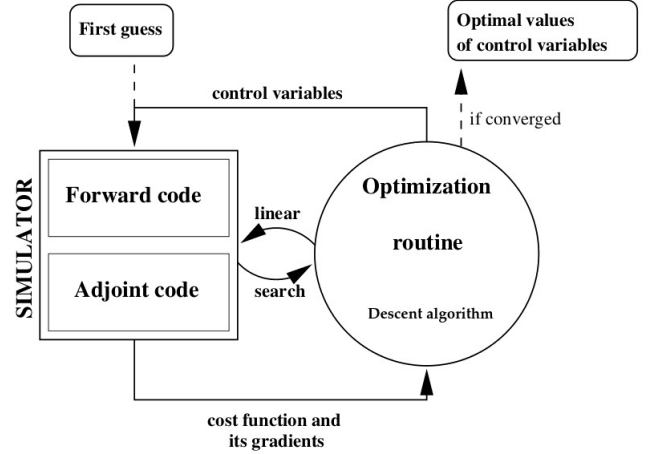 First guess
Optimal values
of control variables
control variables
if converged
SIMULATOR
Forward code
Adjoint code
linear
search
Optimization
routine
Descent algorithm
cost function and
its gradients